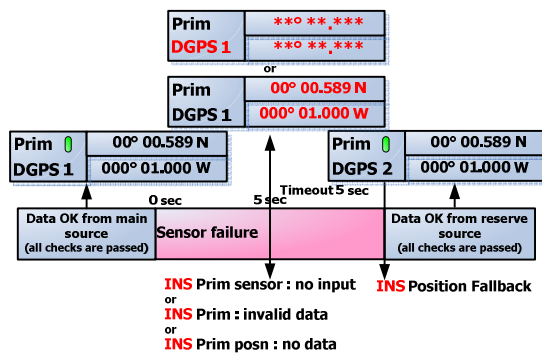 Prim **° **.***
DGPS 1 **° **.***
or
Prim 00° 00.589 N
DGPS 1 000° 01.000 W
Prim 00° 00.589 N
DGPS 1 000° 01.000 W
Prim 00° 00.589 N
DGPS 2 000° 01.000 W
Timeout 5 sec
0 sec 5 sec
Data OK from main
source
(all checks are passed)
Sensor failure
Data OK from reserve
source
(all checks are passed)
INS Prim sensor : no input
or
INS Prim : invalid data
or
INS Prim posn : no data
INS Position Fallback